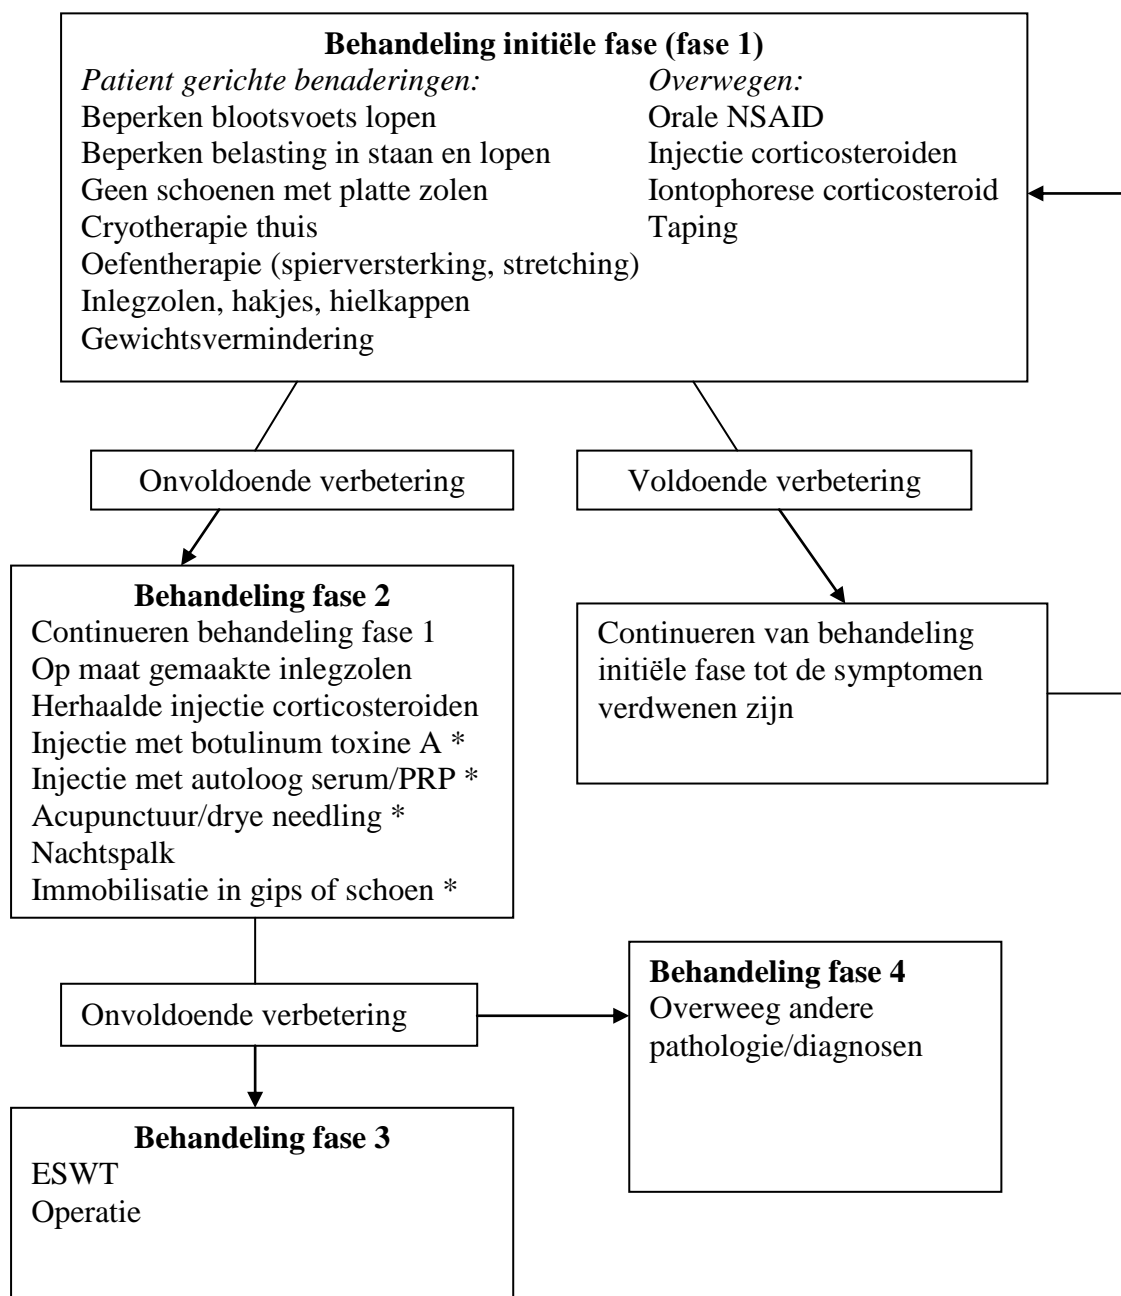 Behandeling initiële fase (fase 1)
Patient gerichte benaderingen:
Beperken blootsvoets lopen
Beperken belasting in staan en lopen
Geen schoenen met platte zolen
Cryotherapie thuis
Oefentherapie (spierversterking, stretching)
Inlegzolen, hakjes, hielkappen
Gewichtsvermindering
Overwegen:
Orale NSAID
Injectie corticosteroiden
Iontophorese corticosteroid
Taping
Onvoldoende verbetering
Voldoende verbetering
Behandeling fase 2
Continueren behandeling fase 1
Op maat gemaakte inlegzolen
Herhaalde injectie corticosteroiden
Injectie met botulinum toxine A *
Injectie met autoloog serum/PRP *
Acupunctuur/drye needling *
Nachtspalk
Immobilisatie in gips of schoen *
Continueren van behandeling
initiële fase tot de symptomen
verdwenen zijn
Onvoldoende verbetering
Behandeling fase 4
Overweeg andere
pathologie/diagnosen
Behandeling fase 3
ESWT
Operatie